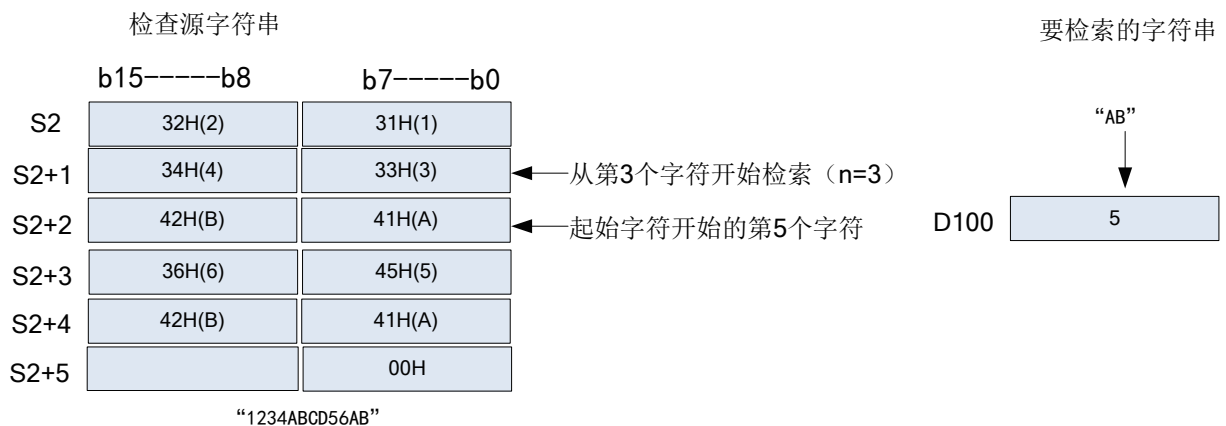 检查源字符串
要检索的字符串
b15-----b8 b7-----b0
S2 32H(2) 31H(1)
“AB”
S2+1 34H(4) 33H(3) 从第3个字符开始检索（n=3）
S2+2 42H(B) 41H(A) 起始字符开始的第5个字符
D100 5
S2+3 36H(6) 45H(5)
S2+4 42H(B) 41H(A)
S2+5 00H
“1234ABCD56AB”